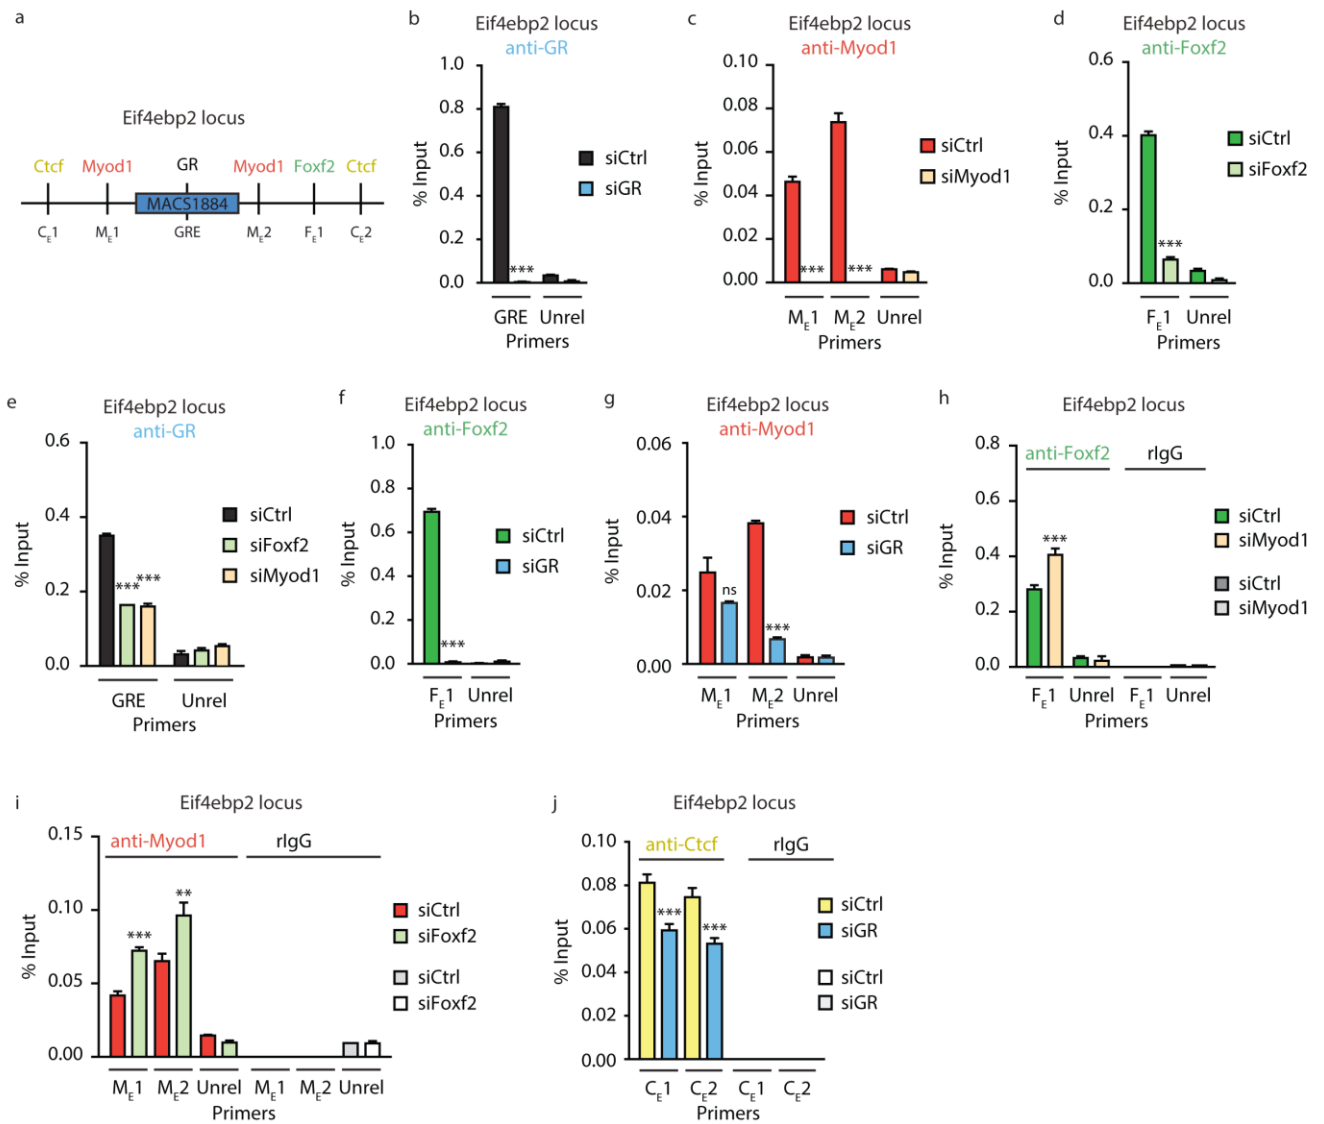 a
Eif4ebp2 locus
Ctcf Myod1 GR Myod1 Foxf2 Ctcf
MACS1884
CE1 ME1 GRE ME2 FE1 CE2
b
Eif4ebp2 locus
anti-GR
% Input
1.0
0.8
0.6
0.4
0.2
0.0
***
siCtrl
siGR
GRE Unrel
Primers
c
Eif4ebp2 locus
anti-Myod1
% Input
0.10
0.08
0.06
0.04
0.02
0.00
*** ***
siCtrl
siMyod1
ME1 ME2 Unrel
Primers
d
Eif4ebp2 locus
anti-Foxf2
% Input
0.6
0.4
0.2
0.0
***
siCtrl
siFoxf2
FE1 Unrel
Primers
e
Eif4ebp2 locus
anti-GR
% Input
0.6
0.4
0.2
0.0
*** ***
siCtrl
siFoxf2
siMyod1
GRE Unrel
Primers
f
Eif4ebp2 locus
anti-Foxf2
% Input
1.0
0.8
0.6
0.4
0.2
0.0
***
siCtrl
siGR
FE1 Unrel
Primers
g
Eif4ebp2 locus
anti-Myod1
% Input
0.06
0.04
0.02
0.00
ns ***
siCtrl
siGR
ME1 ME2 Unrel
Primers
h
Eif4ebp2 locus
anti-Foxf2 rIgG
% Input
0.8
0.6
0.4
0.2
0.0
***
siCtrl
siMyod1
siCtrl
siMyod1
FE1 Unrel FE1 Unrel
Primers
i
Eif4ebp2 locus
anti-Myod1 rIgG
% Input
0.15
0.10
0.05
0.00
*** **
siCtrl
siFoxf2
siCtrl
siFoxf2
ME1 ME2 Unrel ME1 ME2 Unrel
Primers
j
Eif4ebp2 locus
anti-Ctcf rIgG
% Input
0.10
0.08
0.06
0.04
0.02
0.00
*** ***
siCtrl
siGR
siCtrl
siGR
CE1 CE2 CE1 CE2
Primers